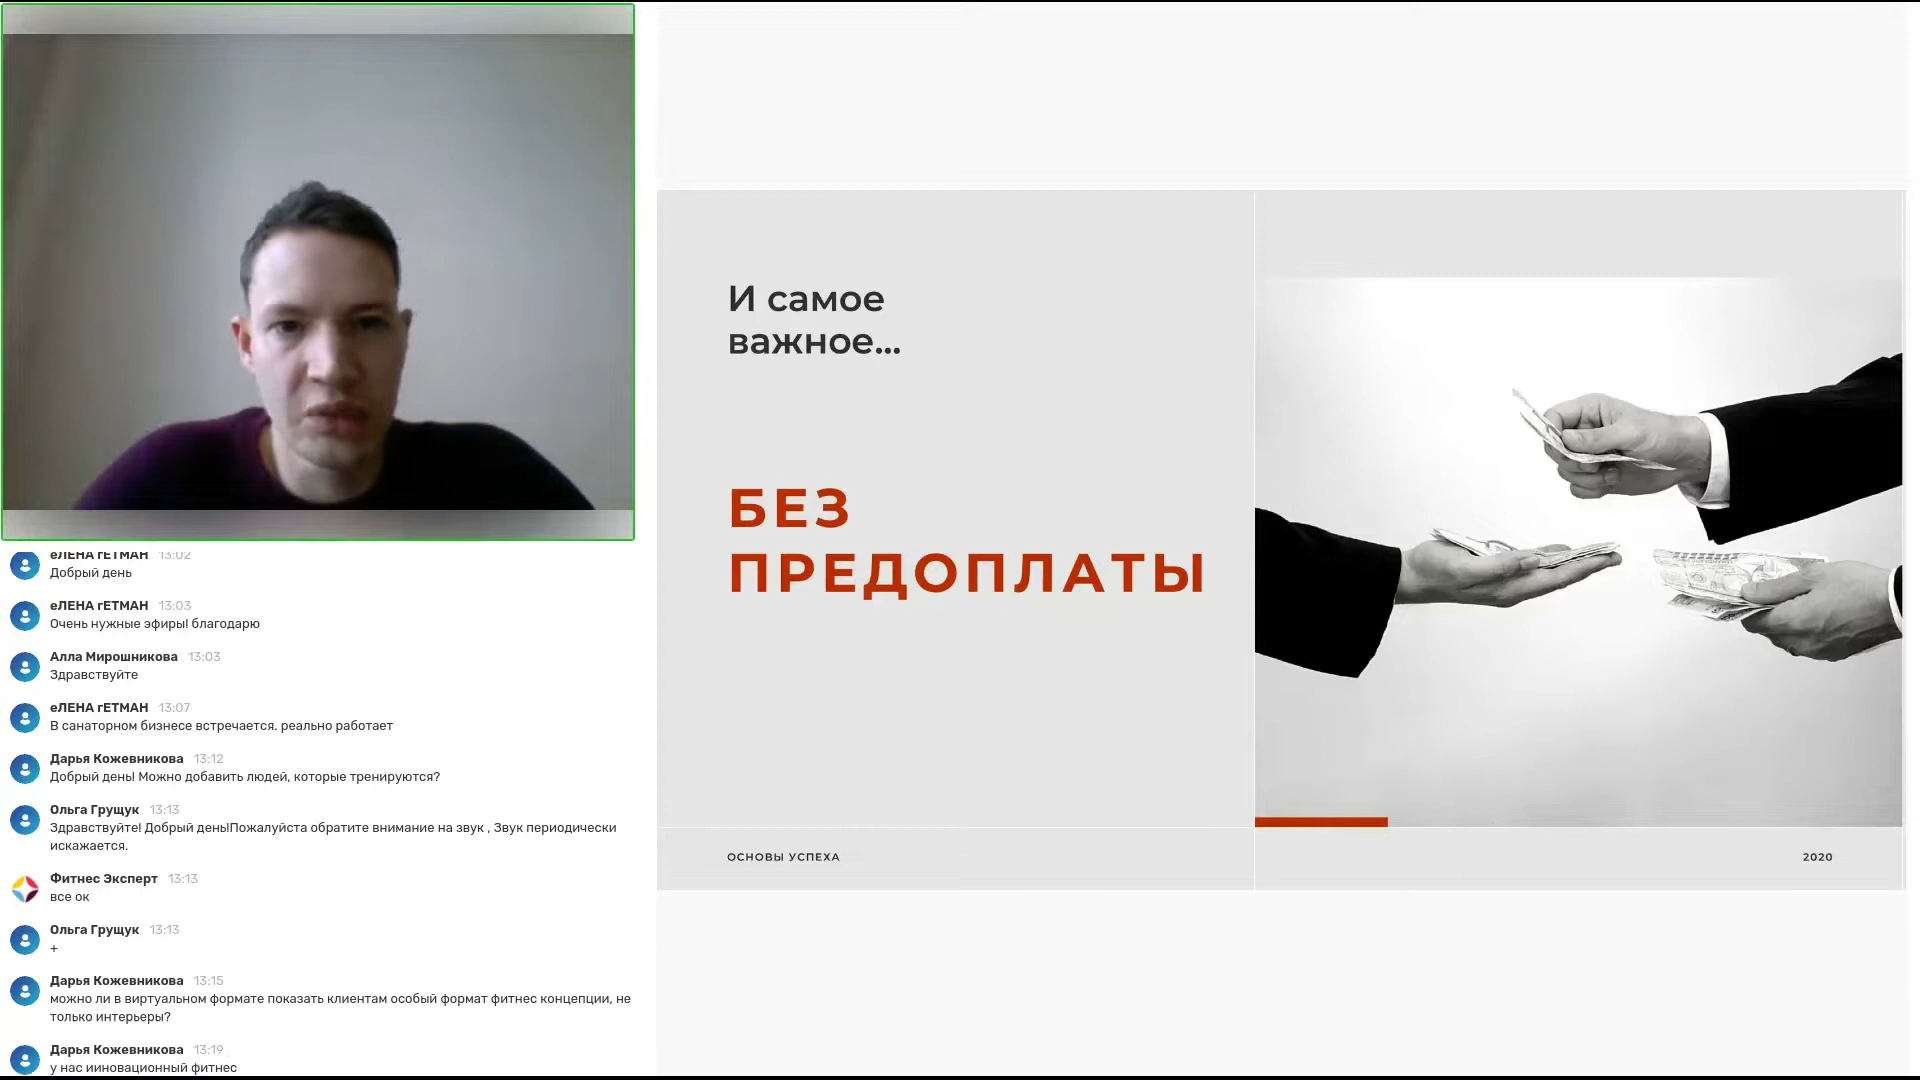 еЛЕНА гЕТМАН 13:02
Добрый день
еЛЕНА гЕТМАН 13:03
Очень нужные эфиры! благодарю
Алла Мирошникова 13:03
Здравствуйте
еЛЕНА гЕТМАН 13:07
В санаторном бизнесе встречается. реально работает
Дарья Кожевникова 13:12
Добрый день! Можно добавить людей, которые тренируются?
Ольга Грущук 13:13
Здравствуйте! Добрый день!Пожалуйста обратите внимание на звук , Звук периодически
искажается.
Фитнес Эксперт 13:13
все ок
Ольга Грущук 13:13
+
Дарья Кожевникова 13:15
можно ли в виртуальном формате показать клиентам особый формат фитнес концепции, не
только интерьеры?
Дарья Кожевникова 13:19
у нас ииновационный фитнес
И самое
важное...
БЕЗ
ПРЕДОПЛАТЫ
ОСНОВЫ УСПЕХА
2020